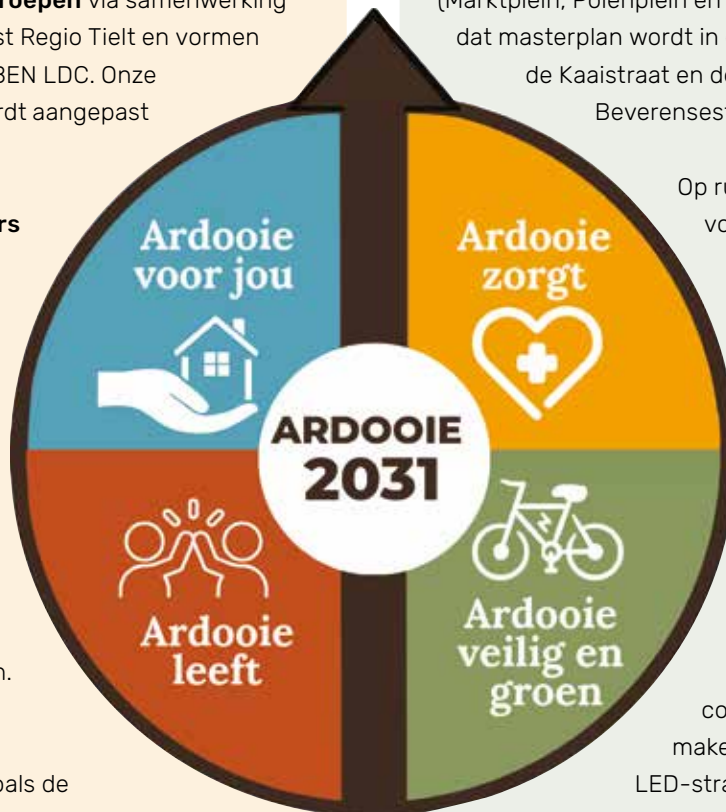 via samenwerking
st Regio Tielt en vormen
BEN LDC. Onze
rdt aangepast
rs
n.
oals de
(Marktplein, Polenplein en
dat masterplan wordt in
de Kaaistraat en de
Beverensest
Op ru
vo
co
make
LED-stra
Ardooie
voor jou
Ardooie
zorgt
ARDOOIE
2031
Ardooie
leeft
Ardooie
veilig en
groen